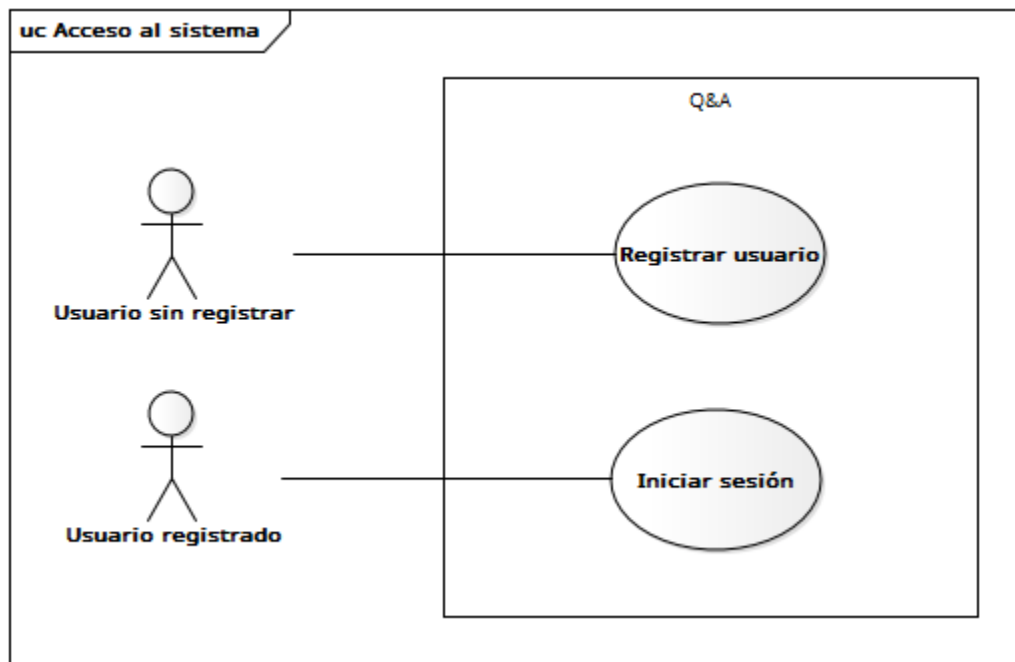 uc Acceso al sistema
Q&A
Registrar usuario
Usuario sin registrar
Iniciar sesión
Usuario registrado